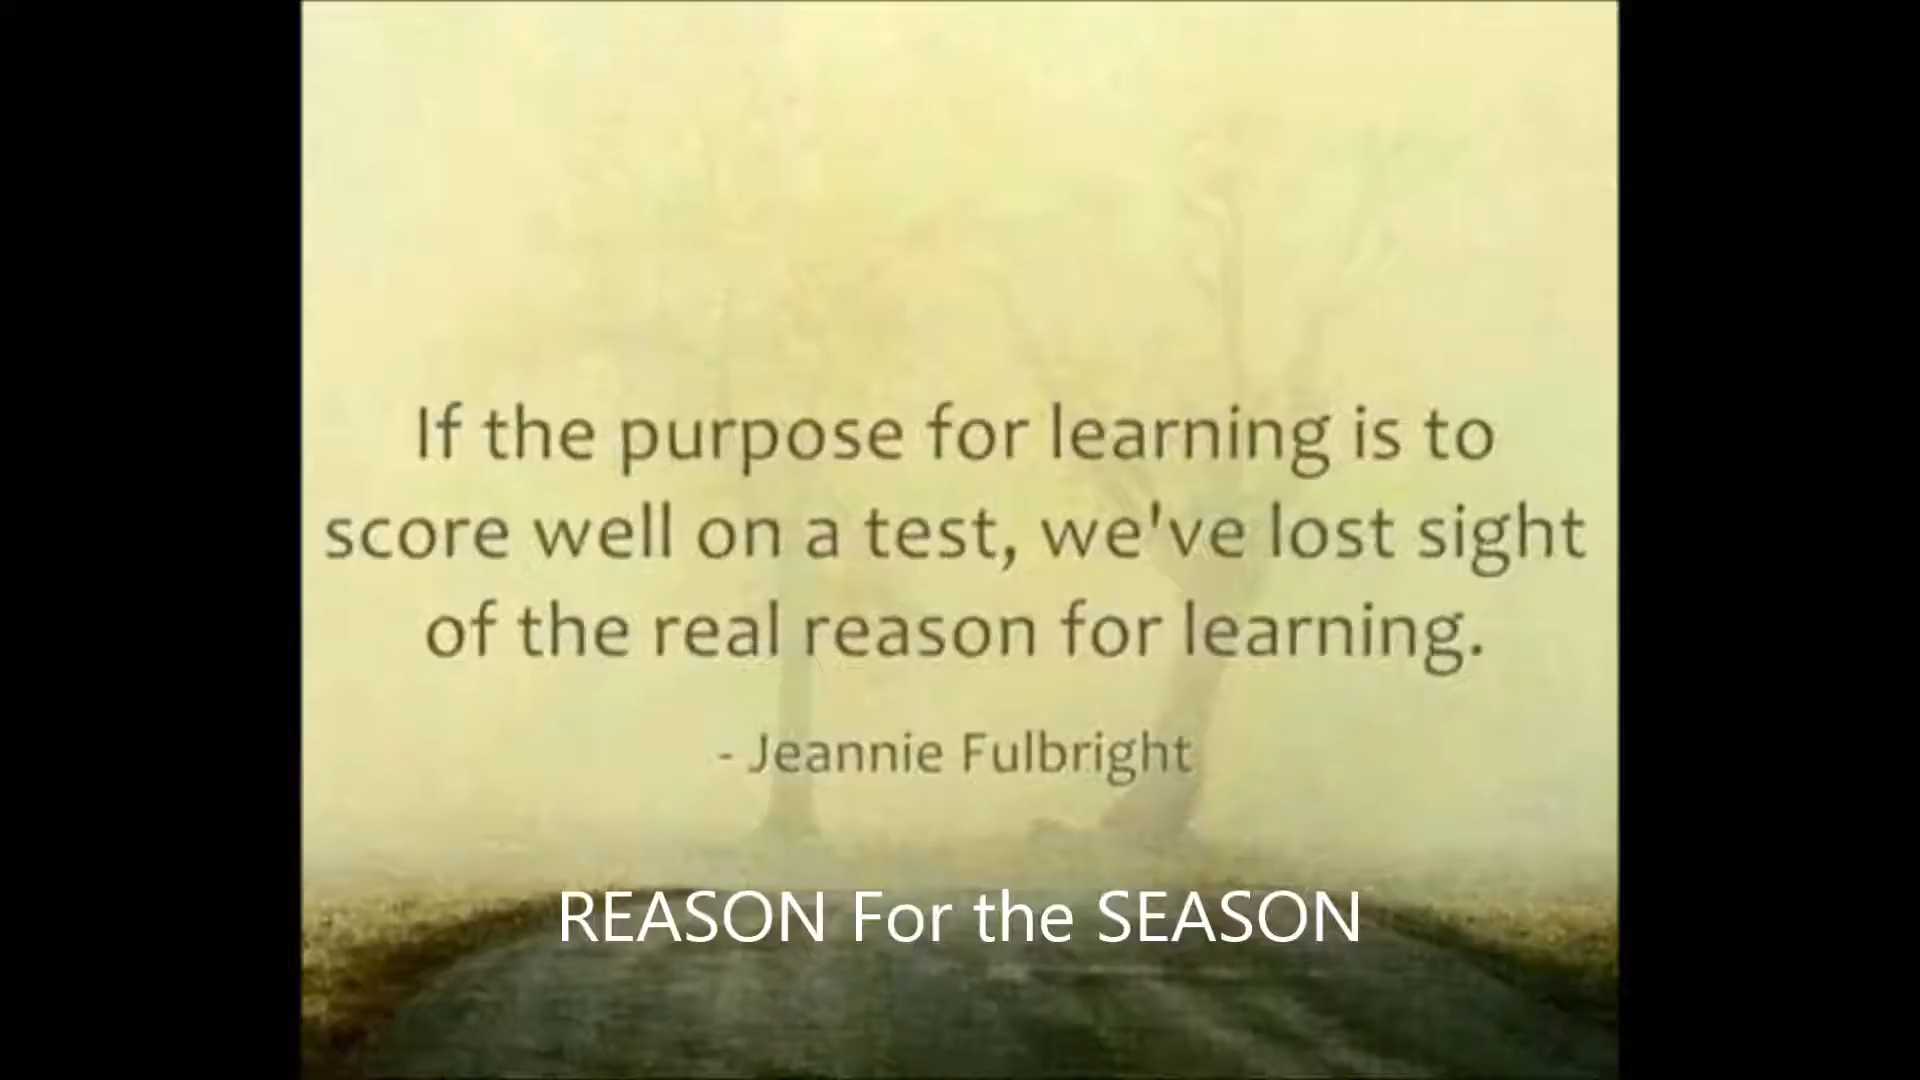 If the purpose for learning is to
score well on a test, we've lost sight
of the real reason for learning.
- Jeannie Fulbright
REASON For the SEASON